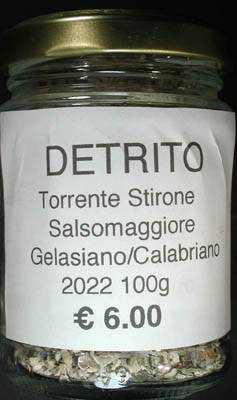 DETRITO
Torrente Stirone
Salsomaggiore
Gelasiano/Calabriano
2022 100g
€ 6.00